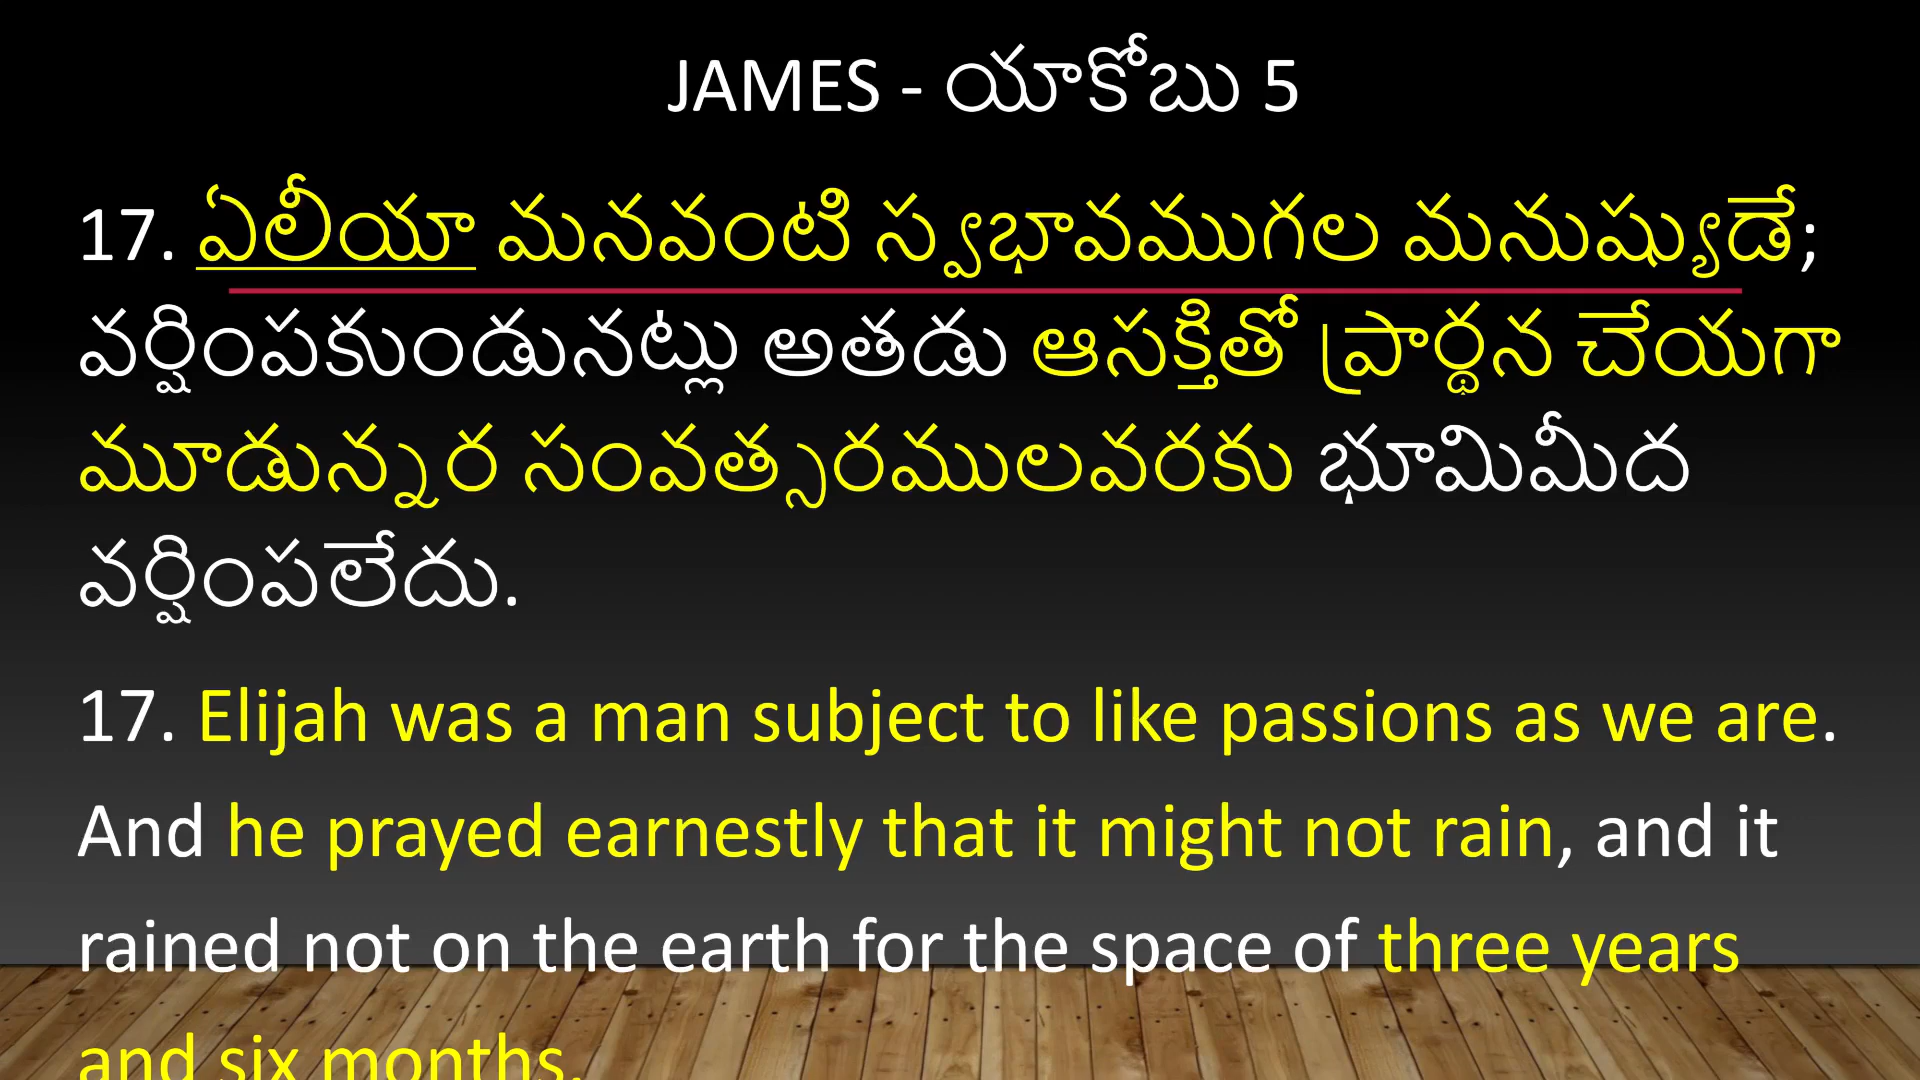 JAMES - యాకోబు 5
17. ఏలీయా మనవంటి స్వభావముగల మనుష్యుడే;
వర్షింపకుండునట్లు అతడు ఆసక్తితో ప్రార్థన చేయగా
మూడున్నర సంవత్సరములవరకు భూమిమీద
వర్షింపలేదు.
17. Elijah was a man subject to like passions as we are.
And he prayed earnestly that it might not rain, and it
rained not on the earth for the space of three years
and six months.